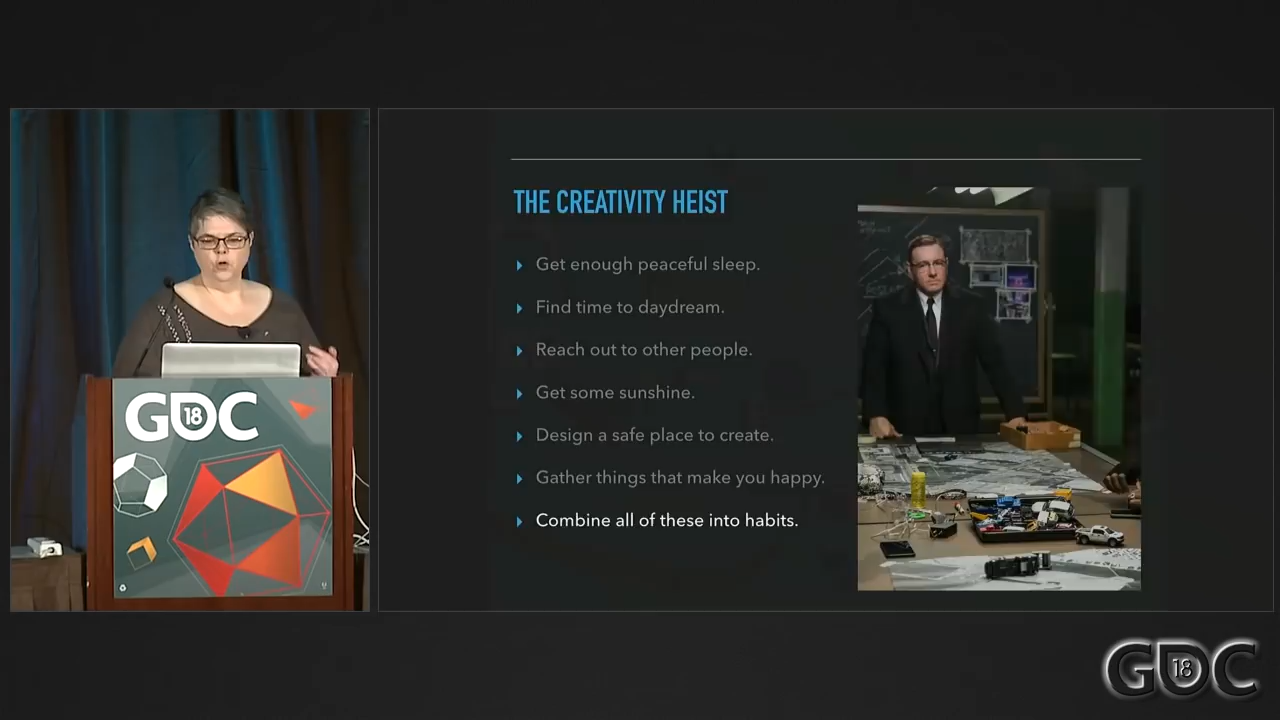 THE CREATIVITY HEIST
Get enough peaceful sleep.
Find time to daydream.
Reach out to other people.
Get some sunshine.
Design a safe place to create.
Gather things that make you happy.
Combine all of these into habits.
GDC 18
GDC 18